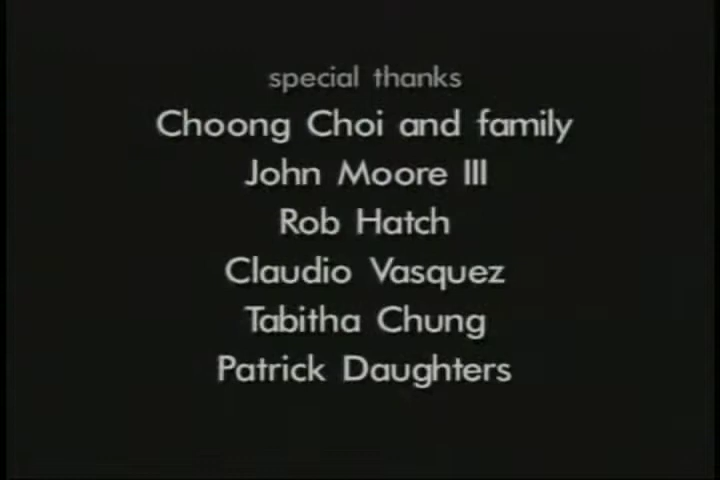 special thanks
Choong Choi and family
John Moore III
Rob Hatch
Claudio Vasquez
Tabitha Chung
Patrick Daughters